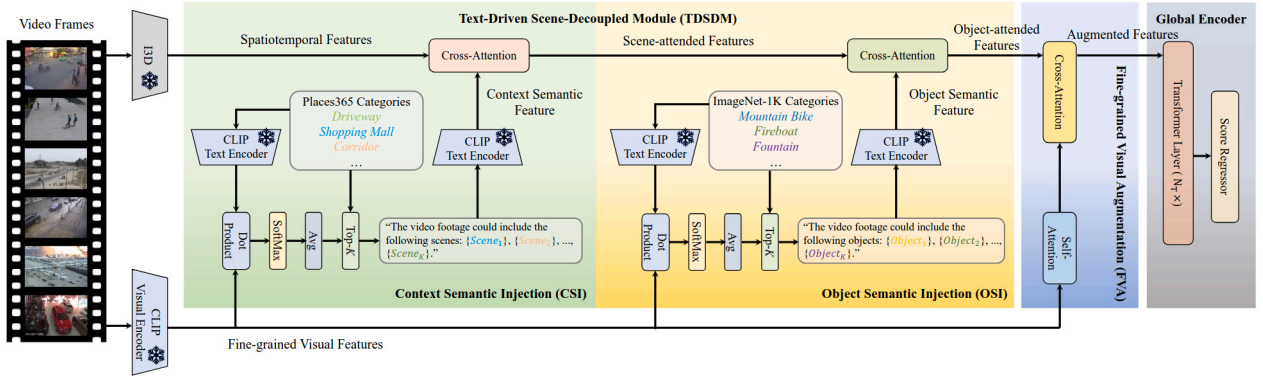 Video Frames
I3D
Text-Driven Scene-Decoupled Module (TDSDM)
Spatiotemporal Features
Cross-Attention
Scene-attended Features
Cross-Attention
Object-attended
Features
Augmented Features
Global Encoder
Places365 Categories
Driveway
Shopping Mall
Corridor
...
CLIP
Text Encoder
Context Semantic
Feature
CLIP
Text Encoder
Dot
Product
SoftMax
Avg
Top-K
“The video footage could include the
following scenes: {Scene₁}, {Scene₂}, ...,
{Scene_K}.”
Context Semantic Injection (CSI)
ImageNet-1K Categories
Mountain Bike
Fireboat
Fountain
...
CLIP
Text Encoder
Object Semantic
Feature
CLIP
Text Encoder
Dot
Product
SoftMax
Avg
Top-K
“The video footage could include the
following objects: {Object₁}, {Object₂}, ...,
{Object_K}.”
Object Semantic Injection (OSI)
Cross-Attention
Self-
Attention
Fine-grained Visual Augmentation (FVA)
Transformer Layer ( N_T ×)
Score Regressor
CLIP
Visual Encoder
Fine-grained Visual Features